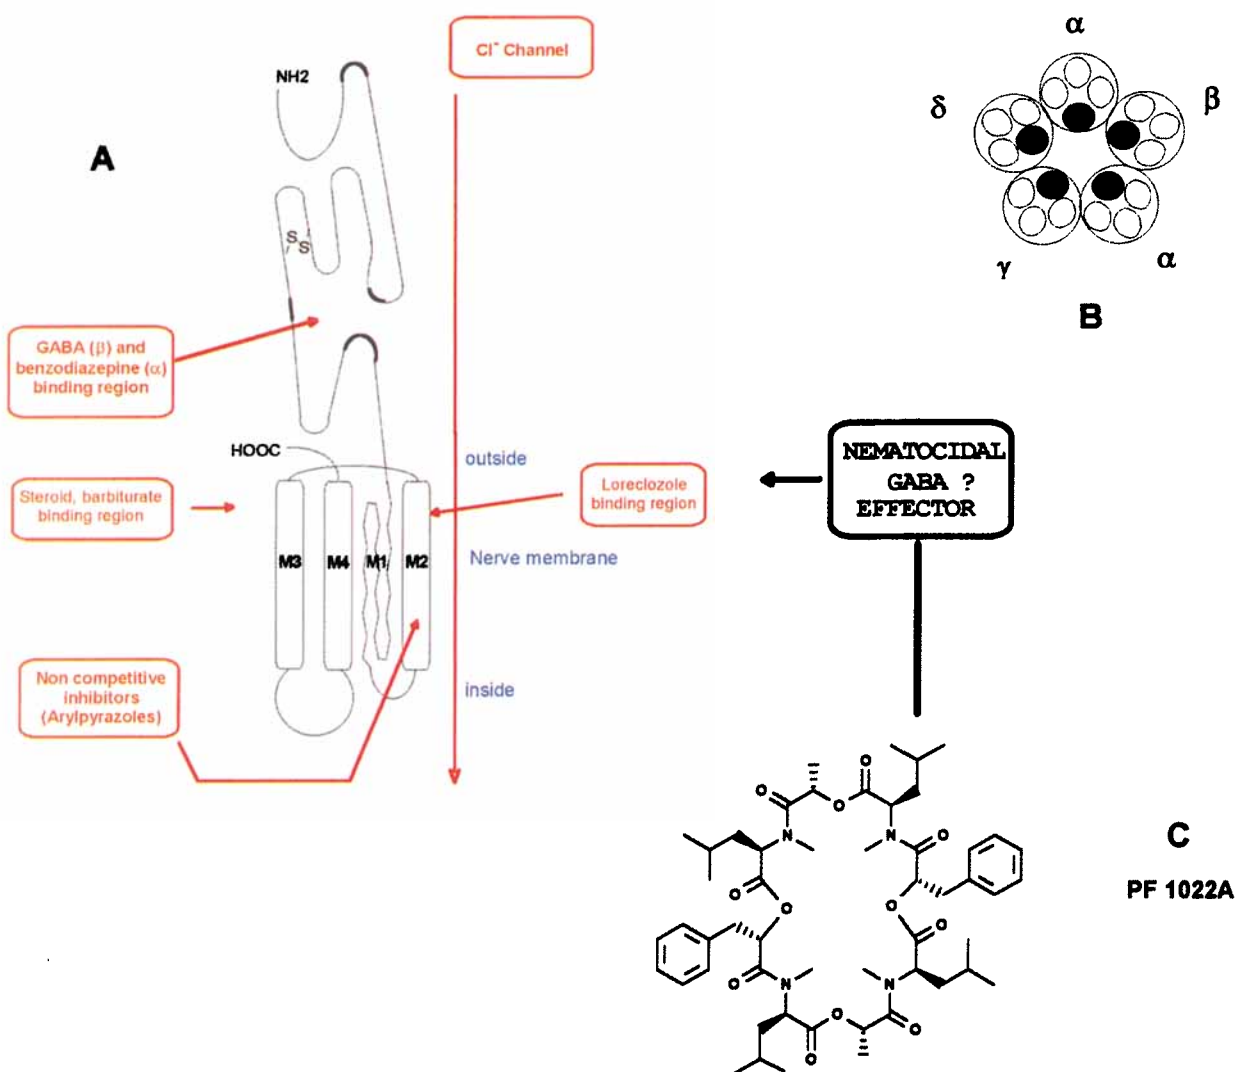 Cl⁻ Channel
NH2
A
S
S
GABA (β) and
benzodiazepine (α)
binding region
HOOC
outside
Steroid, barbiturate
binding region
Loreclozole
binding region
M3
M4
M1
M2
Nerve membrane
Non competitive
inhibitors
(Arylpyrazoles)
inside
α
δ
β
γ
α
B
NEMATOCIDAL
GABA ?
EFFECTOR
O
O
O
N
N
O
O
O
O
O
O
N
N
O
O
O
C
PF 1022A